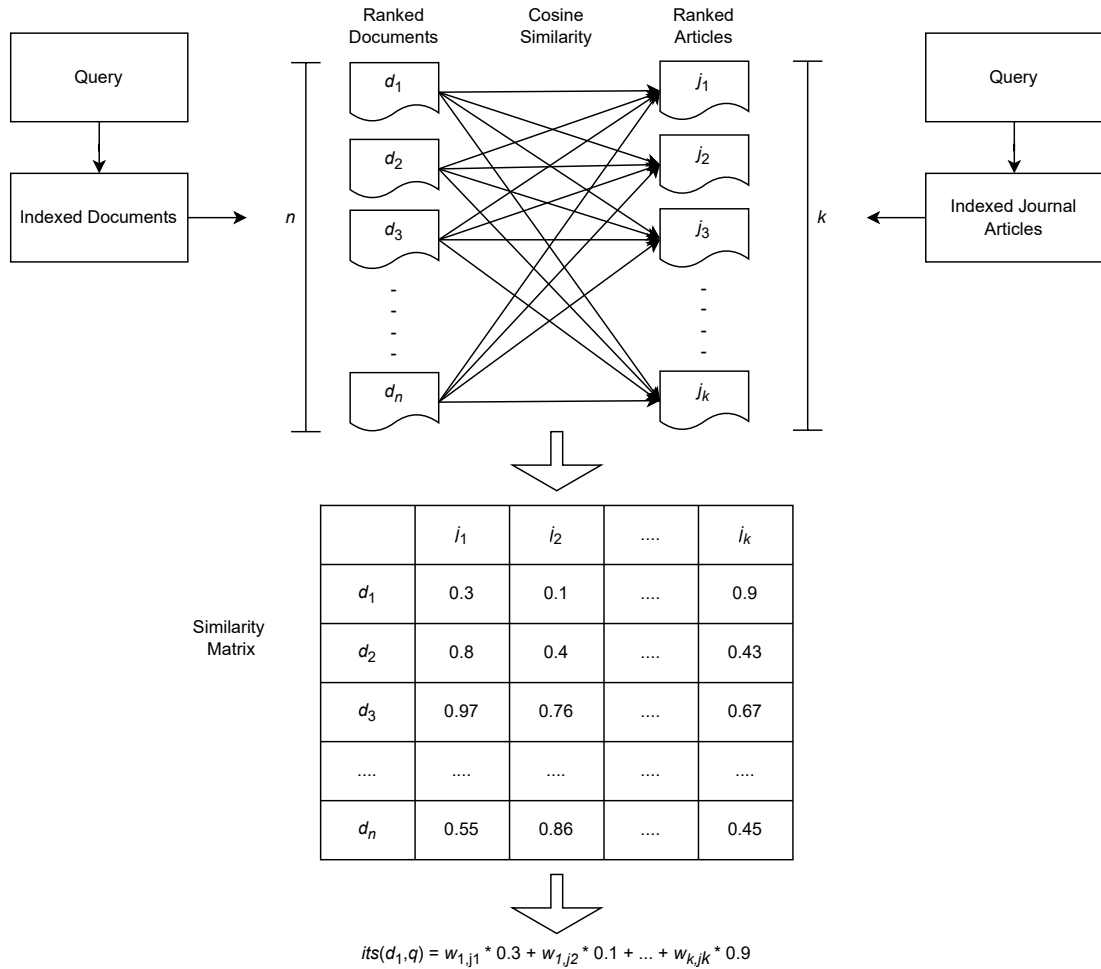 Ranked Documents
Cosine Similarity
Ranked Articles
Query
Indexed Documents
n
d1
d2
d3
-
-
-
-
dn
j1
j2
j3
-
-
-
-
jk
k
Query
Indexed Journal Articles
Similarity Matrix
j1 j2 .... jk
d1 0.3 0.1 .... 0.9
d2 0.8 0.4 .... 0.43
d3 0.97 0.76 .... 0.67
.... .... .... .... ....
dn 0.55 0.86 .... 0.45
its(d1,q) = w1,j1 * 0.3 + w1,j2 * 0.1 + ... + wk,jk * 0.9